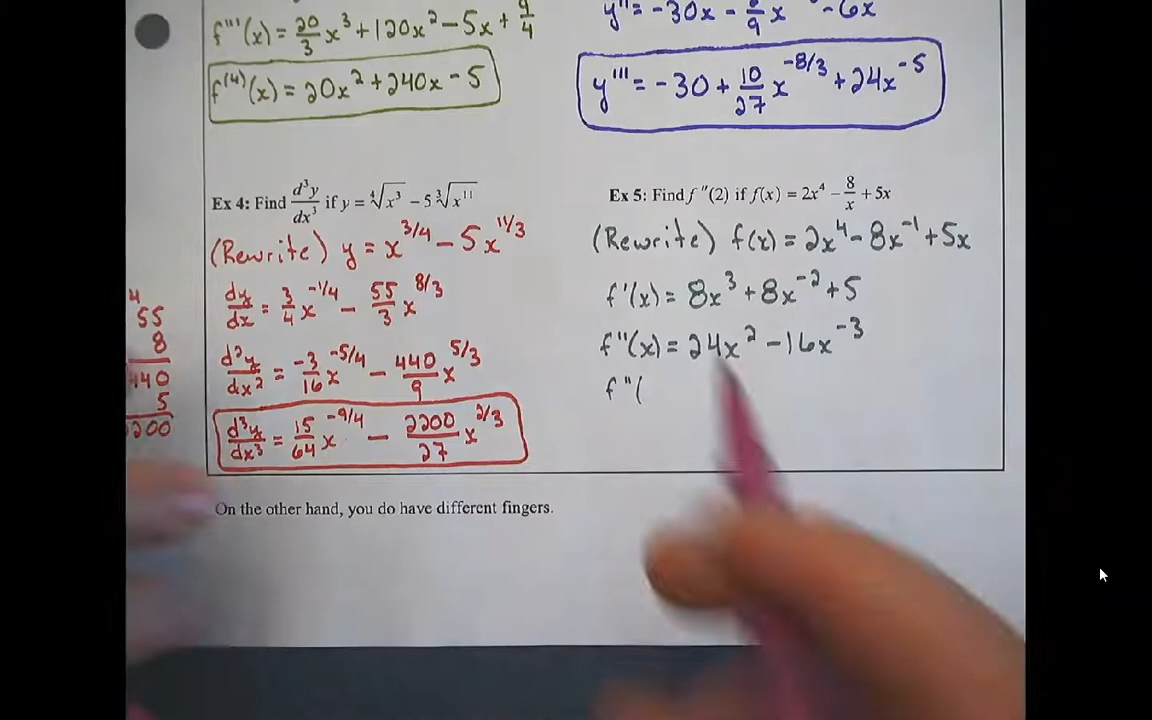 f'''(x) = 20/3 x³ + 120x² - 5x + 9/4
f⁽⁴⁾(x) = 20x² + 240x - 5
y''' = -30 + 10/27 x^(-8/3) + 24x^(-5)
Ex 4: Find d³y/dx³ if y = ∜x³ - 5∛x¹¹
(Rewrite) y = x^(3/4) - 5x^(11/3)
dy/dx = 3/4 x^(-1/4) - 55/3 x^(8/3)
d²y/dx² = -3/16 x^(-5/4) - 440/9 x^(5/3)
d³y/dx³ = 15/64 x^(-9/4) - 2200/27 x^(2/3)
4
55
8
440
5
2200
Ex 5: Find f "(2) if f(x) = 2x⁴ - 8/x + 5x
(Rewrite) f(x) = 2x⁴ - 8x⁻¹ + 5x
f'(x) = 8x³ + 8x⁻² + 5
f"(x) = 24x² - 16x⁻³
f"(
On the other hand, you do have different fingers.